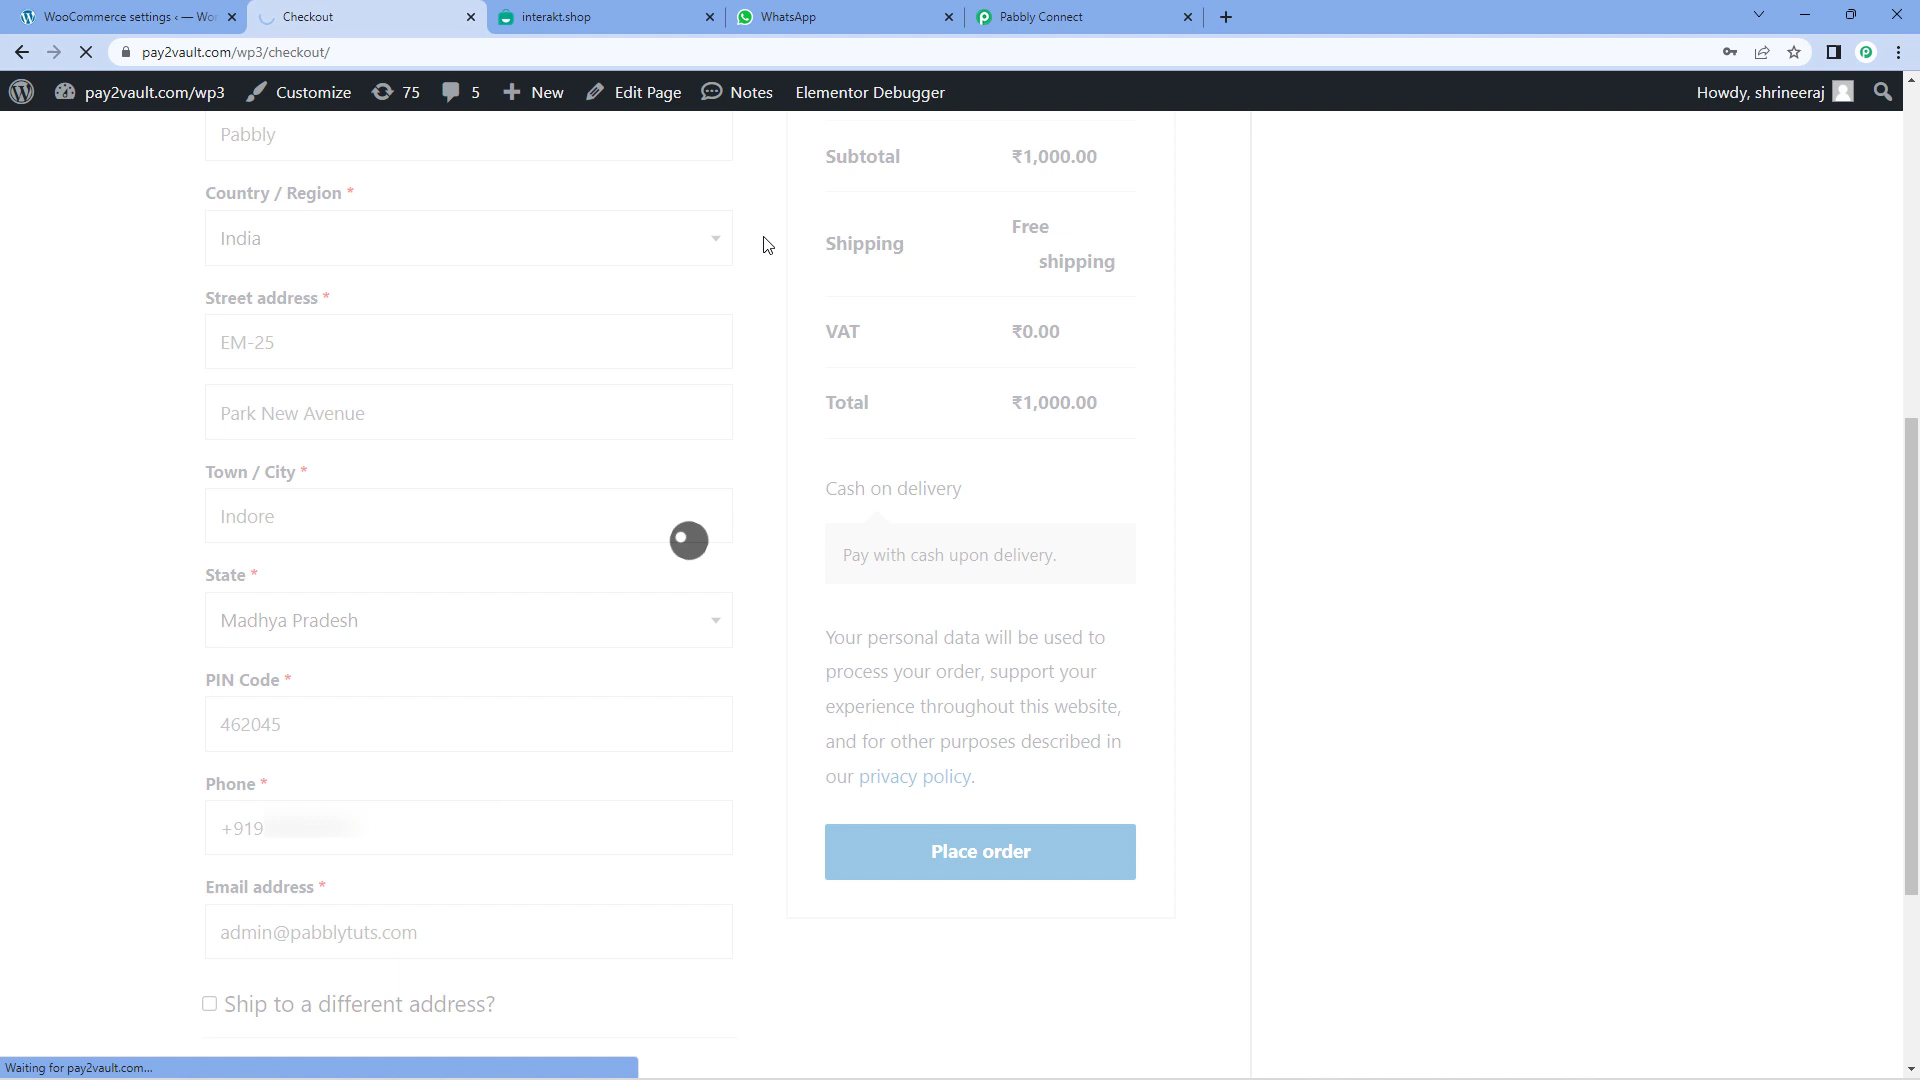 WooCommerce settings ‹ — Wor
Checkout
interakt.shop
WhatsApp
Pabbly Connect
pay2vault.com/wp3/checkout/
pay2vault.com/wp3
Customize
75
5
New
Edit Page
Notes
Elementor Debugger
Howdy, shrineeraj
Pabbly
Country / Region *
India
Street address *
EM-25
Park New Avenue
Town / City *
Indore
State *
Madhya Pradesh
PIN Code *
462045
Phone *
+919
Email address *
admin@pabblytuts.com
Ship to a different address?
Subtotal ₹1,000.00
Shipping Free
shipping
VAT ₹0.00
Total ₹1,000.00
Cash on delivery
Pay with cash upon delivery.
Your personal data will be used to
process your order, support your
experience throughout this website,
and for other purposes described in
our privacy policy.
Place order
Waiting for pay2vault.com...